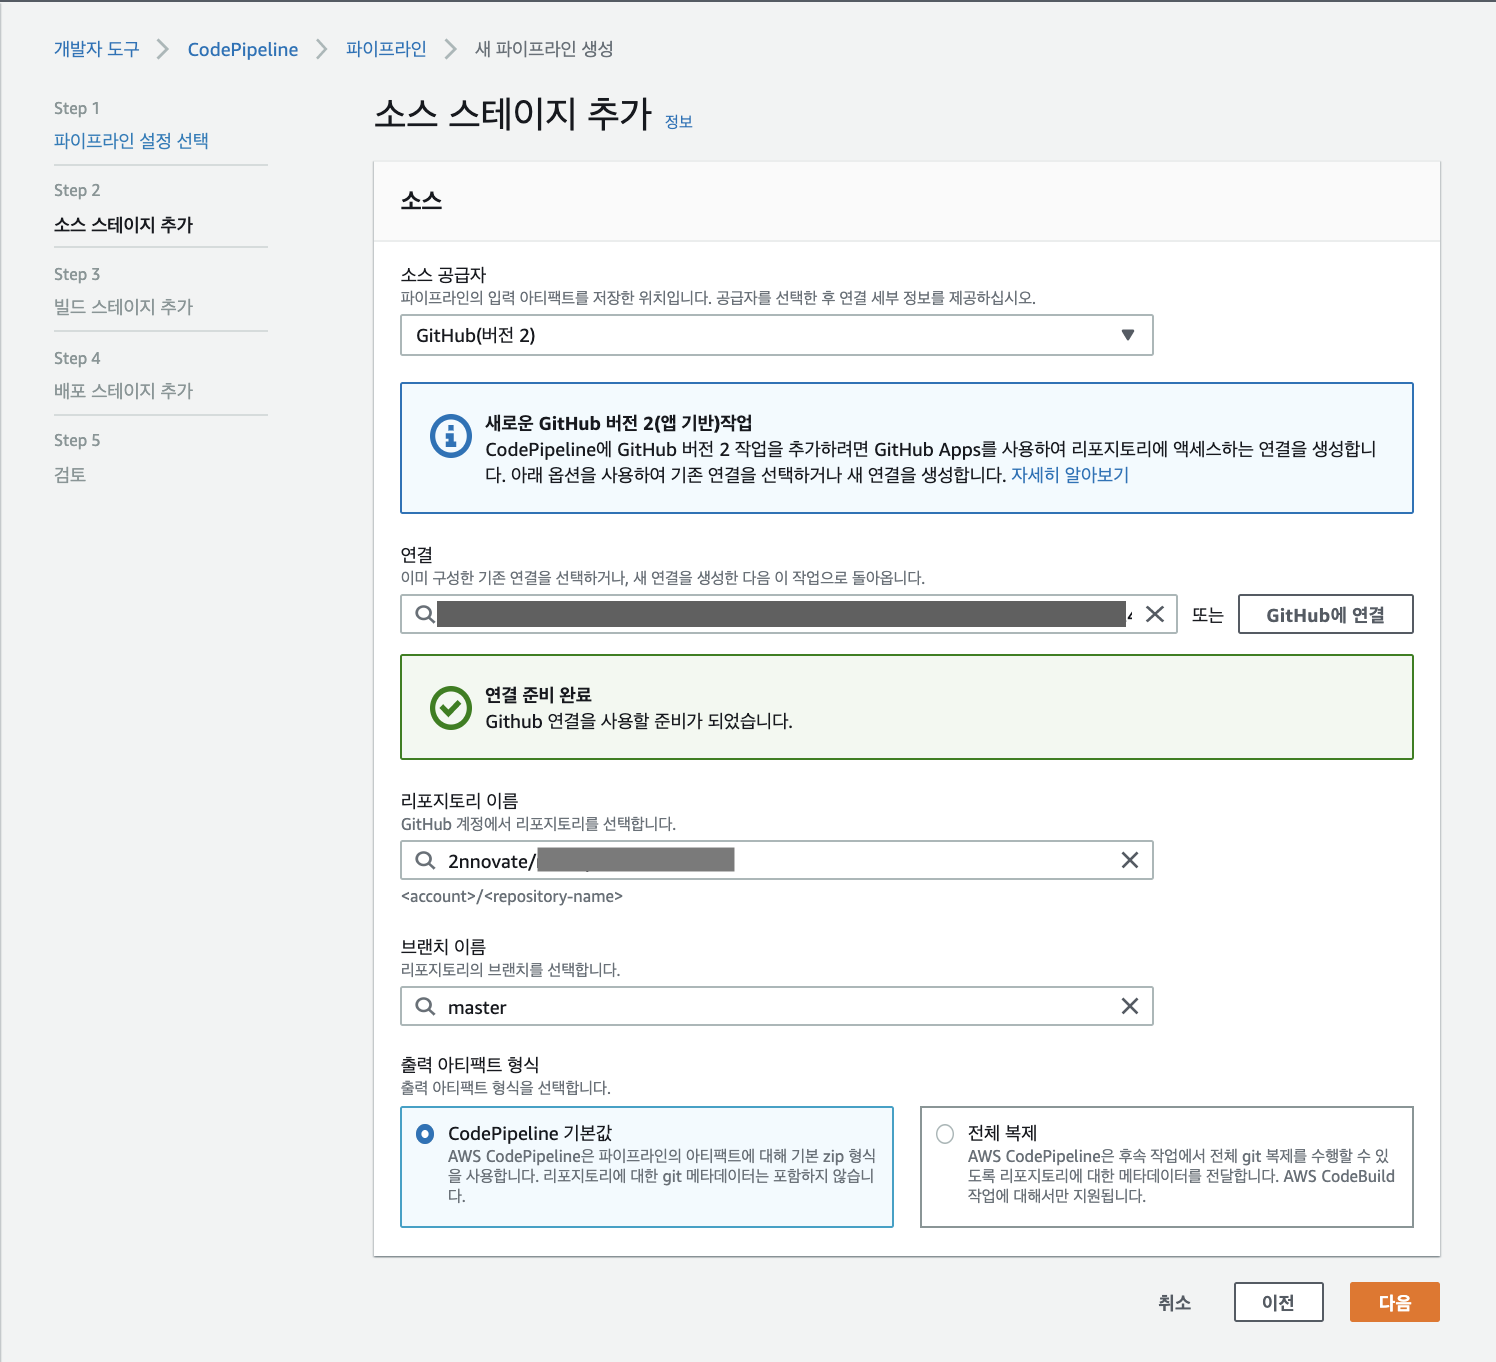 개발자 도구 > CodePipeline > 파이프라인 > 새 파이프라인 생성
Step 1
파이프라인 설정 선택
Step 2
소스 스테이지 추가
Step 3
빌드 스테이지 추가
Step 4
배포 스테이지 추가
Step 5
검토
소스 스테이지 추가 정보
소스
소스 공급자
파이프라인의 입력 아티팩트를 저장한 위치입니다. 공급자를 선택한 후 연결 세부 정보를 제공하십시오.
GitHub(버전 2)
새로운 GitHub 버전 2(앱 기반)작업
CodePipeline에 GitHub 버전 2 작업을 추가하려면 GitHub Apps를 사용하여 리포지토리에 액세스하는 연결을 생성합니
다. 아래 옵션을 사용하여 기존 연결을 선택하거나 새 연결을 생성합니다. 자세히 알아보기
연결
이미 구성한 기존 연결을 선택하거나, 새 연결을 생성한 다음 이 작업으로 돌아옵니다.
또는 GitHub에 연결
연결 준비 완료
Github 연결을 사용할 준비가 되었습니다.
리포지토리 이름
GitHub 계정에서 리포지토리를 선택합니다.
2nnovate/
<account>/<repository-name>
브랜치 이름
리포지토리의 브랜치를 선택합니다.
master
출력 아티팩트 형식
출력 아티팩트 형식을 선택합니다.
CodePipeline 기본값
AWS CodePipeline은 파이프라인의 아티팩트에 대해 기본 zip 형식
을 사용합니다. 리포지토리에 대한 git 메타데이터는 포함하지 않습니
다.
전체 복제
AWS CodePipeline은 후속 작업에서 전체 git 복제를 수행할 수 있
도록 리포지토리에 대한 메타데이터를 전달합니다. AWS CodeBuild
작업에 대해서만 지원됩니다.
취소 이전 다음